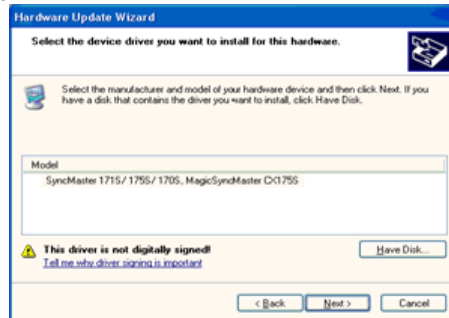 Hardware Update Wizard
Select the device driver you want to install for this hardware.
Select the manufacturer and model of your hardware device and then click Next. If you
have a disk that contains the driver you want to install, click Have Disk.
Model
SyncMaster 171S/ 175S/ 170S, MagicSyncMaster CX175S
This driver is not digitally signed!
Tell me why driver signing is important
Have Disk...
< Back
Next >
Cancel